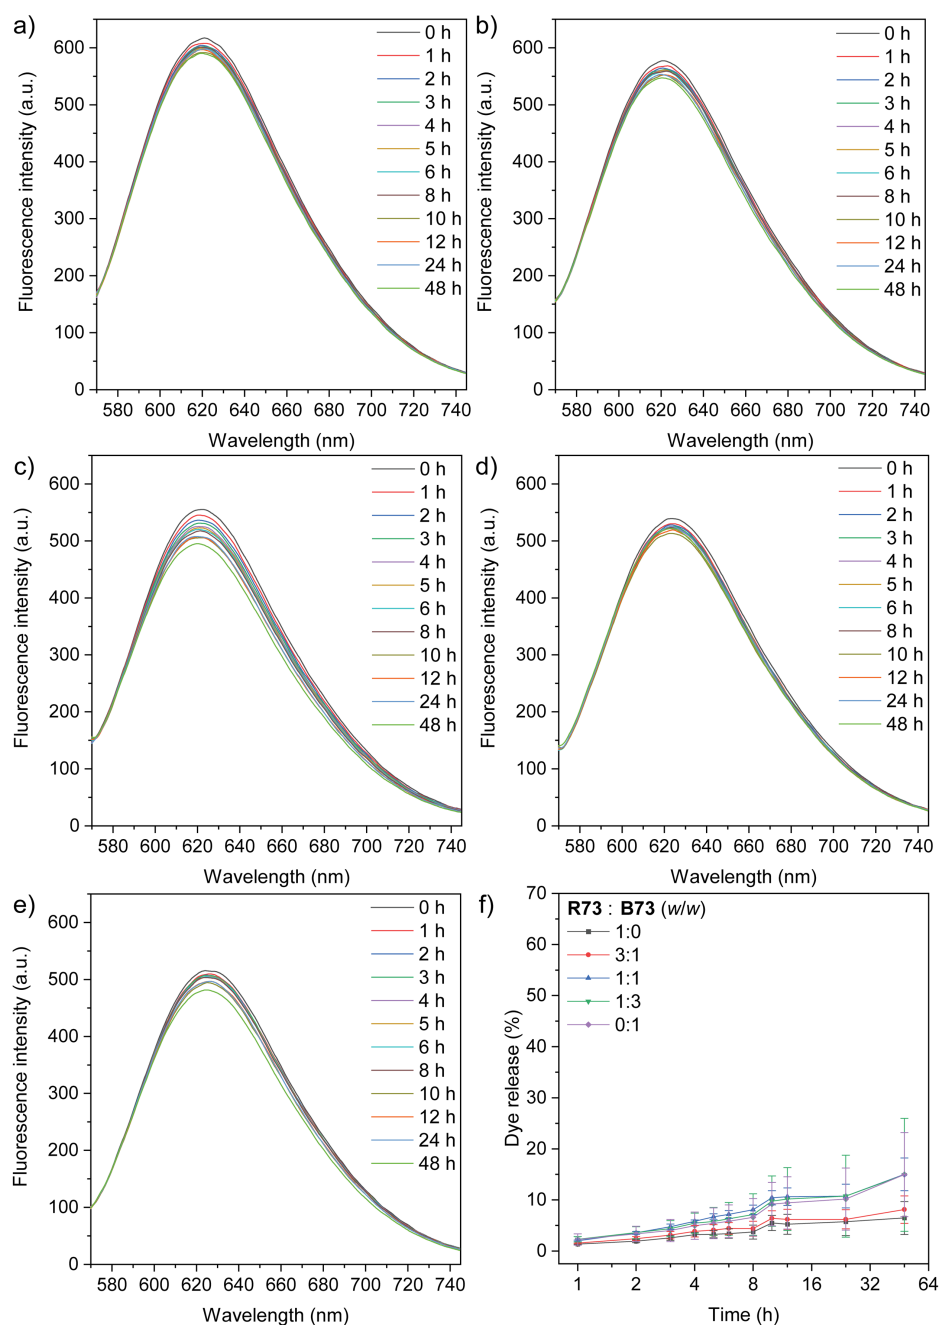 a)
Fluorescence intensity (a.u.)
600
500
400
300
200
100
0
580 600 620 640 660 680 700 720 740
Wavelength (nm)
0 h
1 h
2 h
3 h
4 h
5 h
6 h
8 h
10 h
12 h
24 h
48 h
b)
Fluorescence intensity (a.u.)
600
500
400
300
200
100
0
580 600 620 640 660 680 700 720 740
Wavelength (nm)
0 h
1 h
2 h
3 h
4 h
5 h
6 h
8 h
10 h
12 h
24 h
48 h
c)
Fluorescence intensity (a.u.)
600
500
400
300
200
100
0
580 600 620 640 660 680 700 720 740
Wavelength (nm)
0 h
1 h
2 h
3 h
4 h
5 h
6 h
8 h
10 h
12 h
24 h
48 h
d)
Fluorescence intensity (a.u.)
600
500
400
300
200
100
0
580 600 620 640 660 680 700 720 740
Wavelength (nm)
0 h
1 h
2 h
3 h
4 h
5 h
6 h
8 h
10 h
12 h
24 h
48 h
e)
Fluorescence intensity (a.u.)
600
500
400
300
200
100
0
580 600 620 640 660 680 700 720 740
Wavelength (nm)
0 h
1 h
2 h
3 h
4 h
5 h
6 h
8 h
10 h
12 h
24 h
48 h
f)
Dye release (%)
70
60
50
40
30
20
10
0
1 2 4 8 16 32 64
Time (h)
R73 : B73 (w/w)
1:0
3:1
1:1
1:3
0:1